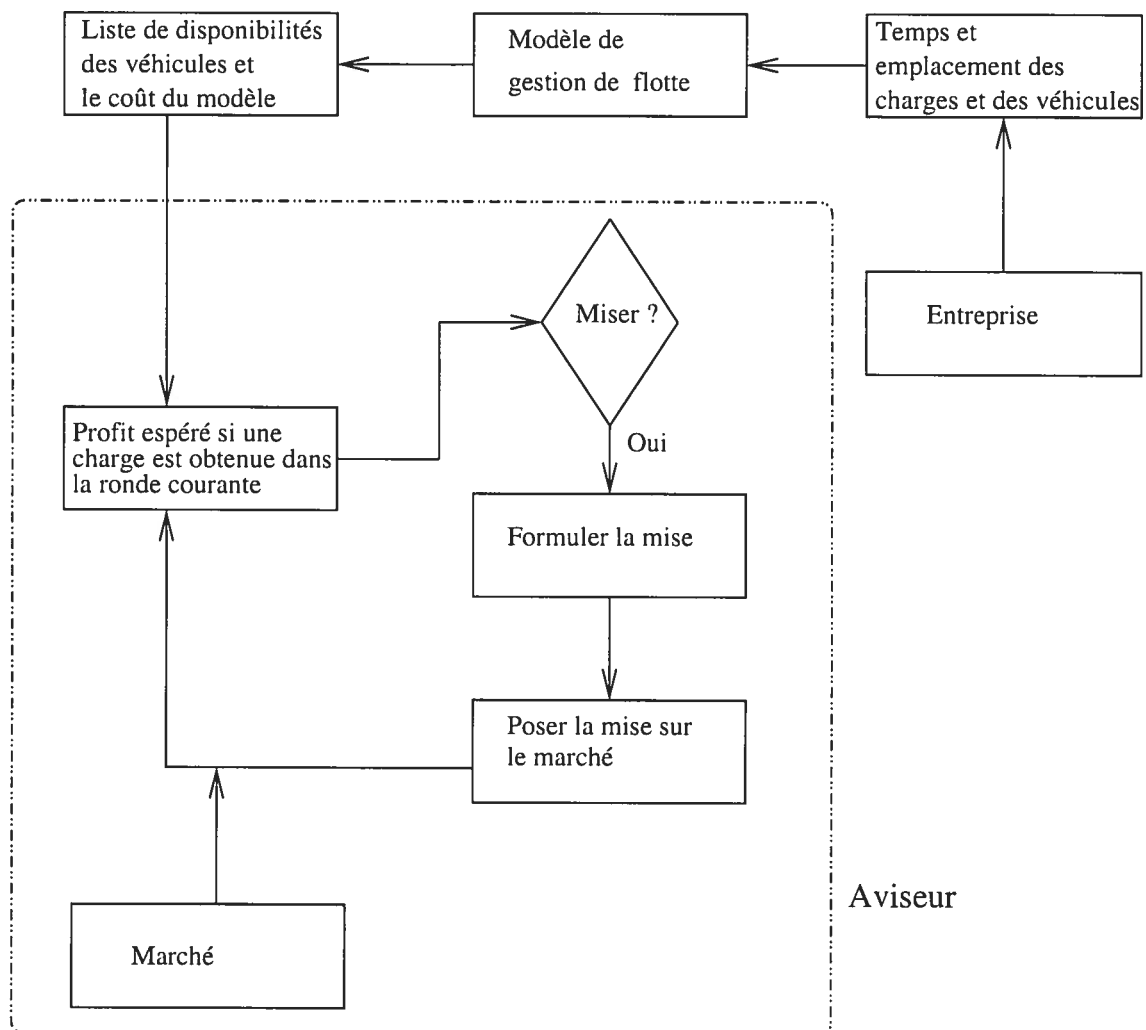 Liste de disponibilités
des véhicules et
le coût du modèle
Modèle de
gestion de flotte
Temps et
emplacement des
charges et des véhicules
Entreprise
Miser ?
Oui
Profit espéré si une
charge est obtenue dans
la ronde courante
Formuler la mise
Poser la mise sur
le marché
Marché
Aviseur